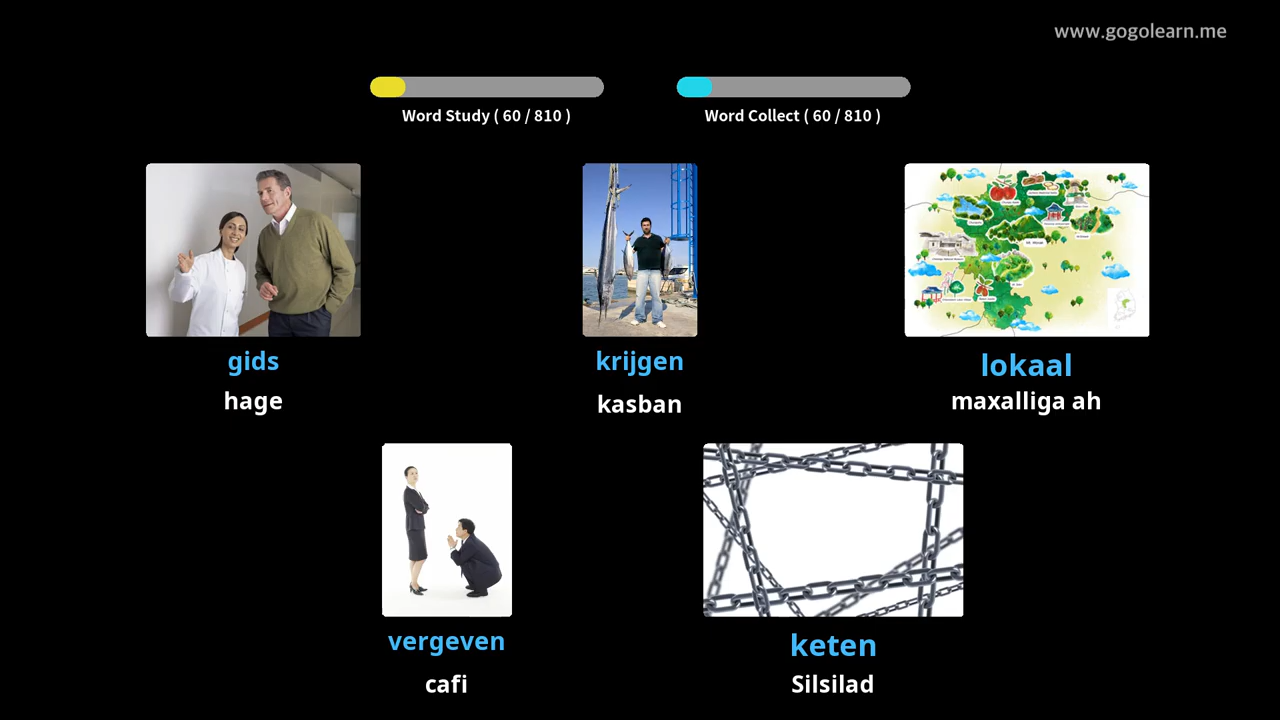 www.gogolearn.me
Word Study ( 60 / 810 )
Word Collect ( 60 / 810 )
gids
hage
krijgen
kasban
lokaal
maxalliga ah
vergeven
cafi
keten
Silsilad